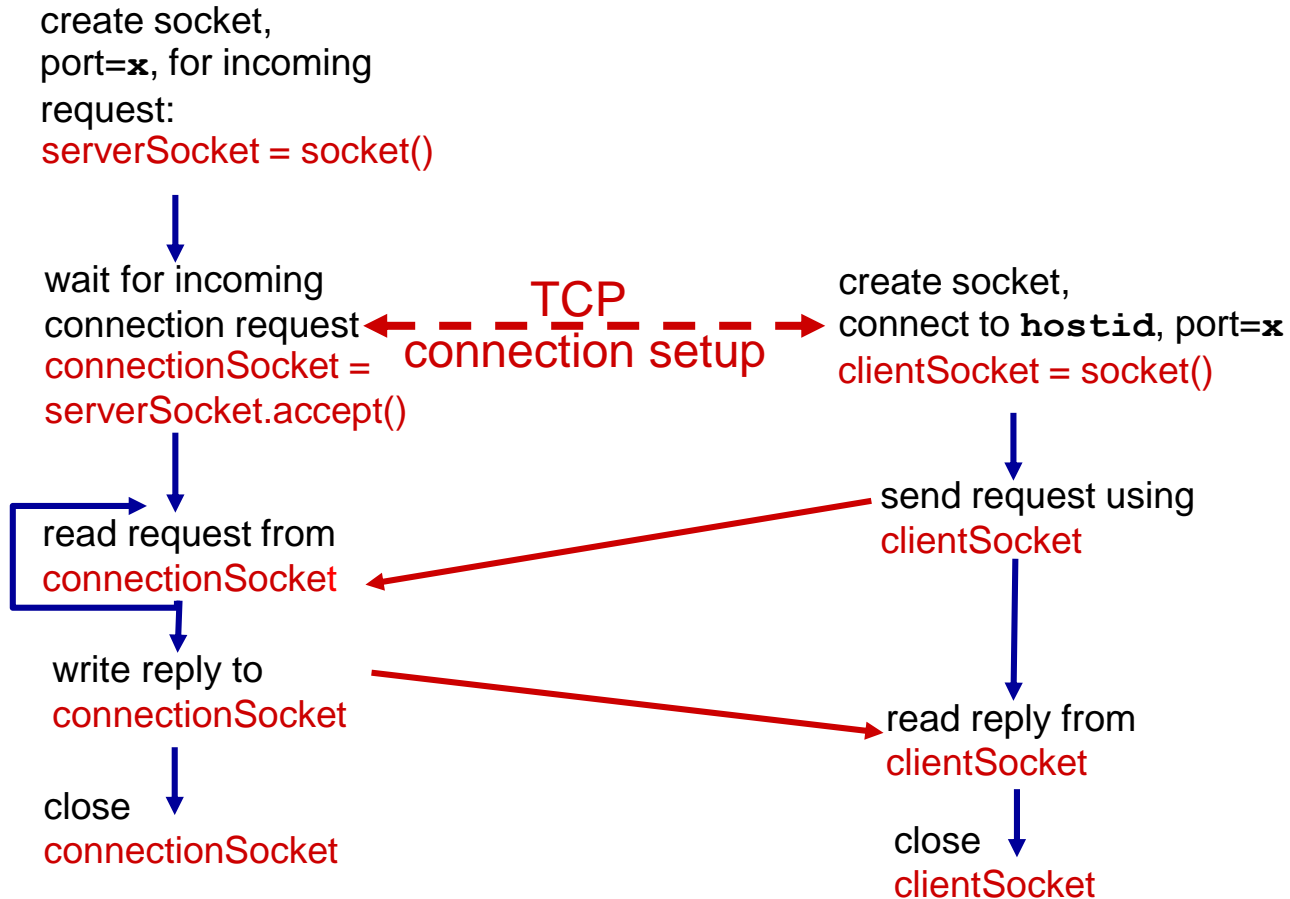 create socket,
port=x, for incoming
request:
serverSocket = socket()
wait for incoming
connection request
connectionSocket =
serverSocket.accept()
TCP
connection setup
create socket,
connect to hostid, port=x
clientSocket = socket()
read request from
connectionSocket
send request using
clientSocket
write reply to
connectionSocket
read reply from
clientSocket
close
connectionSocket
close
clientSocket